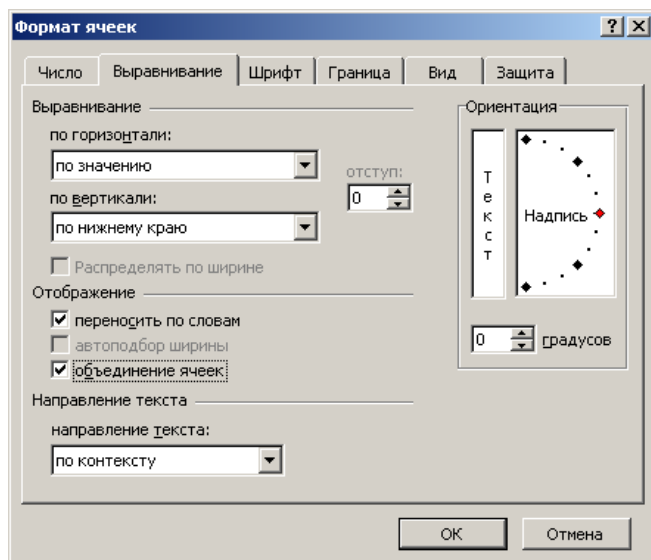 Формат ячеек
Число Выравнивание Шрифт Граница Вид Защита
Выравнивание
по горизонтали:
по значению
отступ:
0
по вертикали:
по нижнему краю
Распределять по ширине
Отображение
переносить по словам
автоподбор ширины
объединение ячеек
Направление текста
направление текста:
по контексту
Ориентация
Текст
Надпись
0 градусов
ОК Отмена